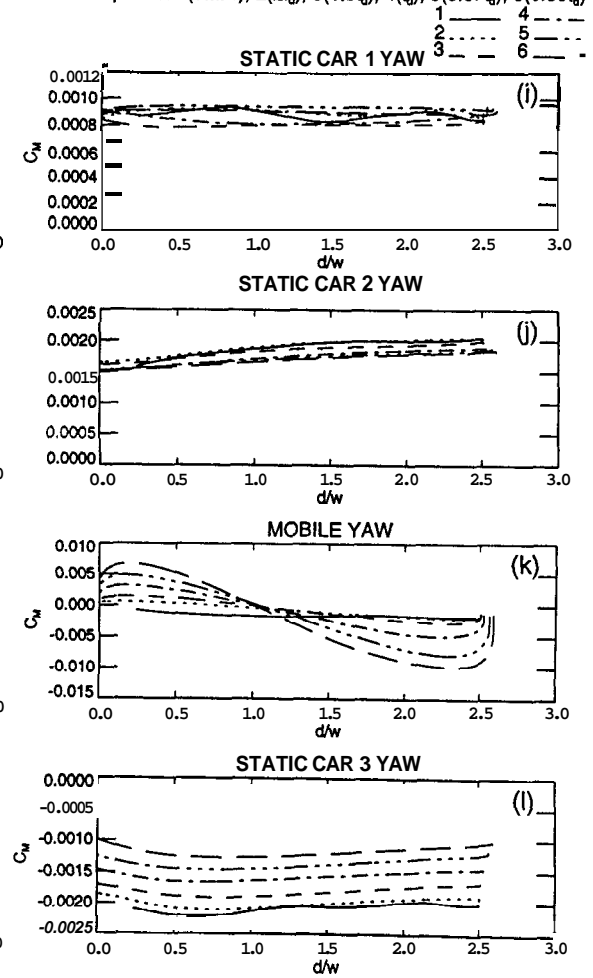 1 4
2 5
3 6
STATIC CAR 1 YAW
(i)
0.0012
0.0010
0.0008
0.0006
0.0004
0.0002
0.0000
CM
0.0 0.5 1.0 1.5 2.0 2.5 3.0
d/w
STATIC CAR 2 YAW
(j)
0.0025
0.0020
0.0015
0.0010
0.0005
0.0000
0.0 0.5 1.0 1.5 2.0 2.5 3.0
d/w
MOBILE YAW
(k)
0.010
0.005
0.000
-0.005
-0.010
-0.015
CM
0.0 0.5 1.0 1.5 2.0 2.5 3.0
d/w
STATIC CAR 3 YAW
(l)
0.0000
-0.0005
-0.0010
-0.0015
-0.0020
-0.0025
CM
0.0 0.5 1.0 1.5 2.0 2.5 3.0
d/w